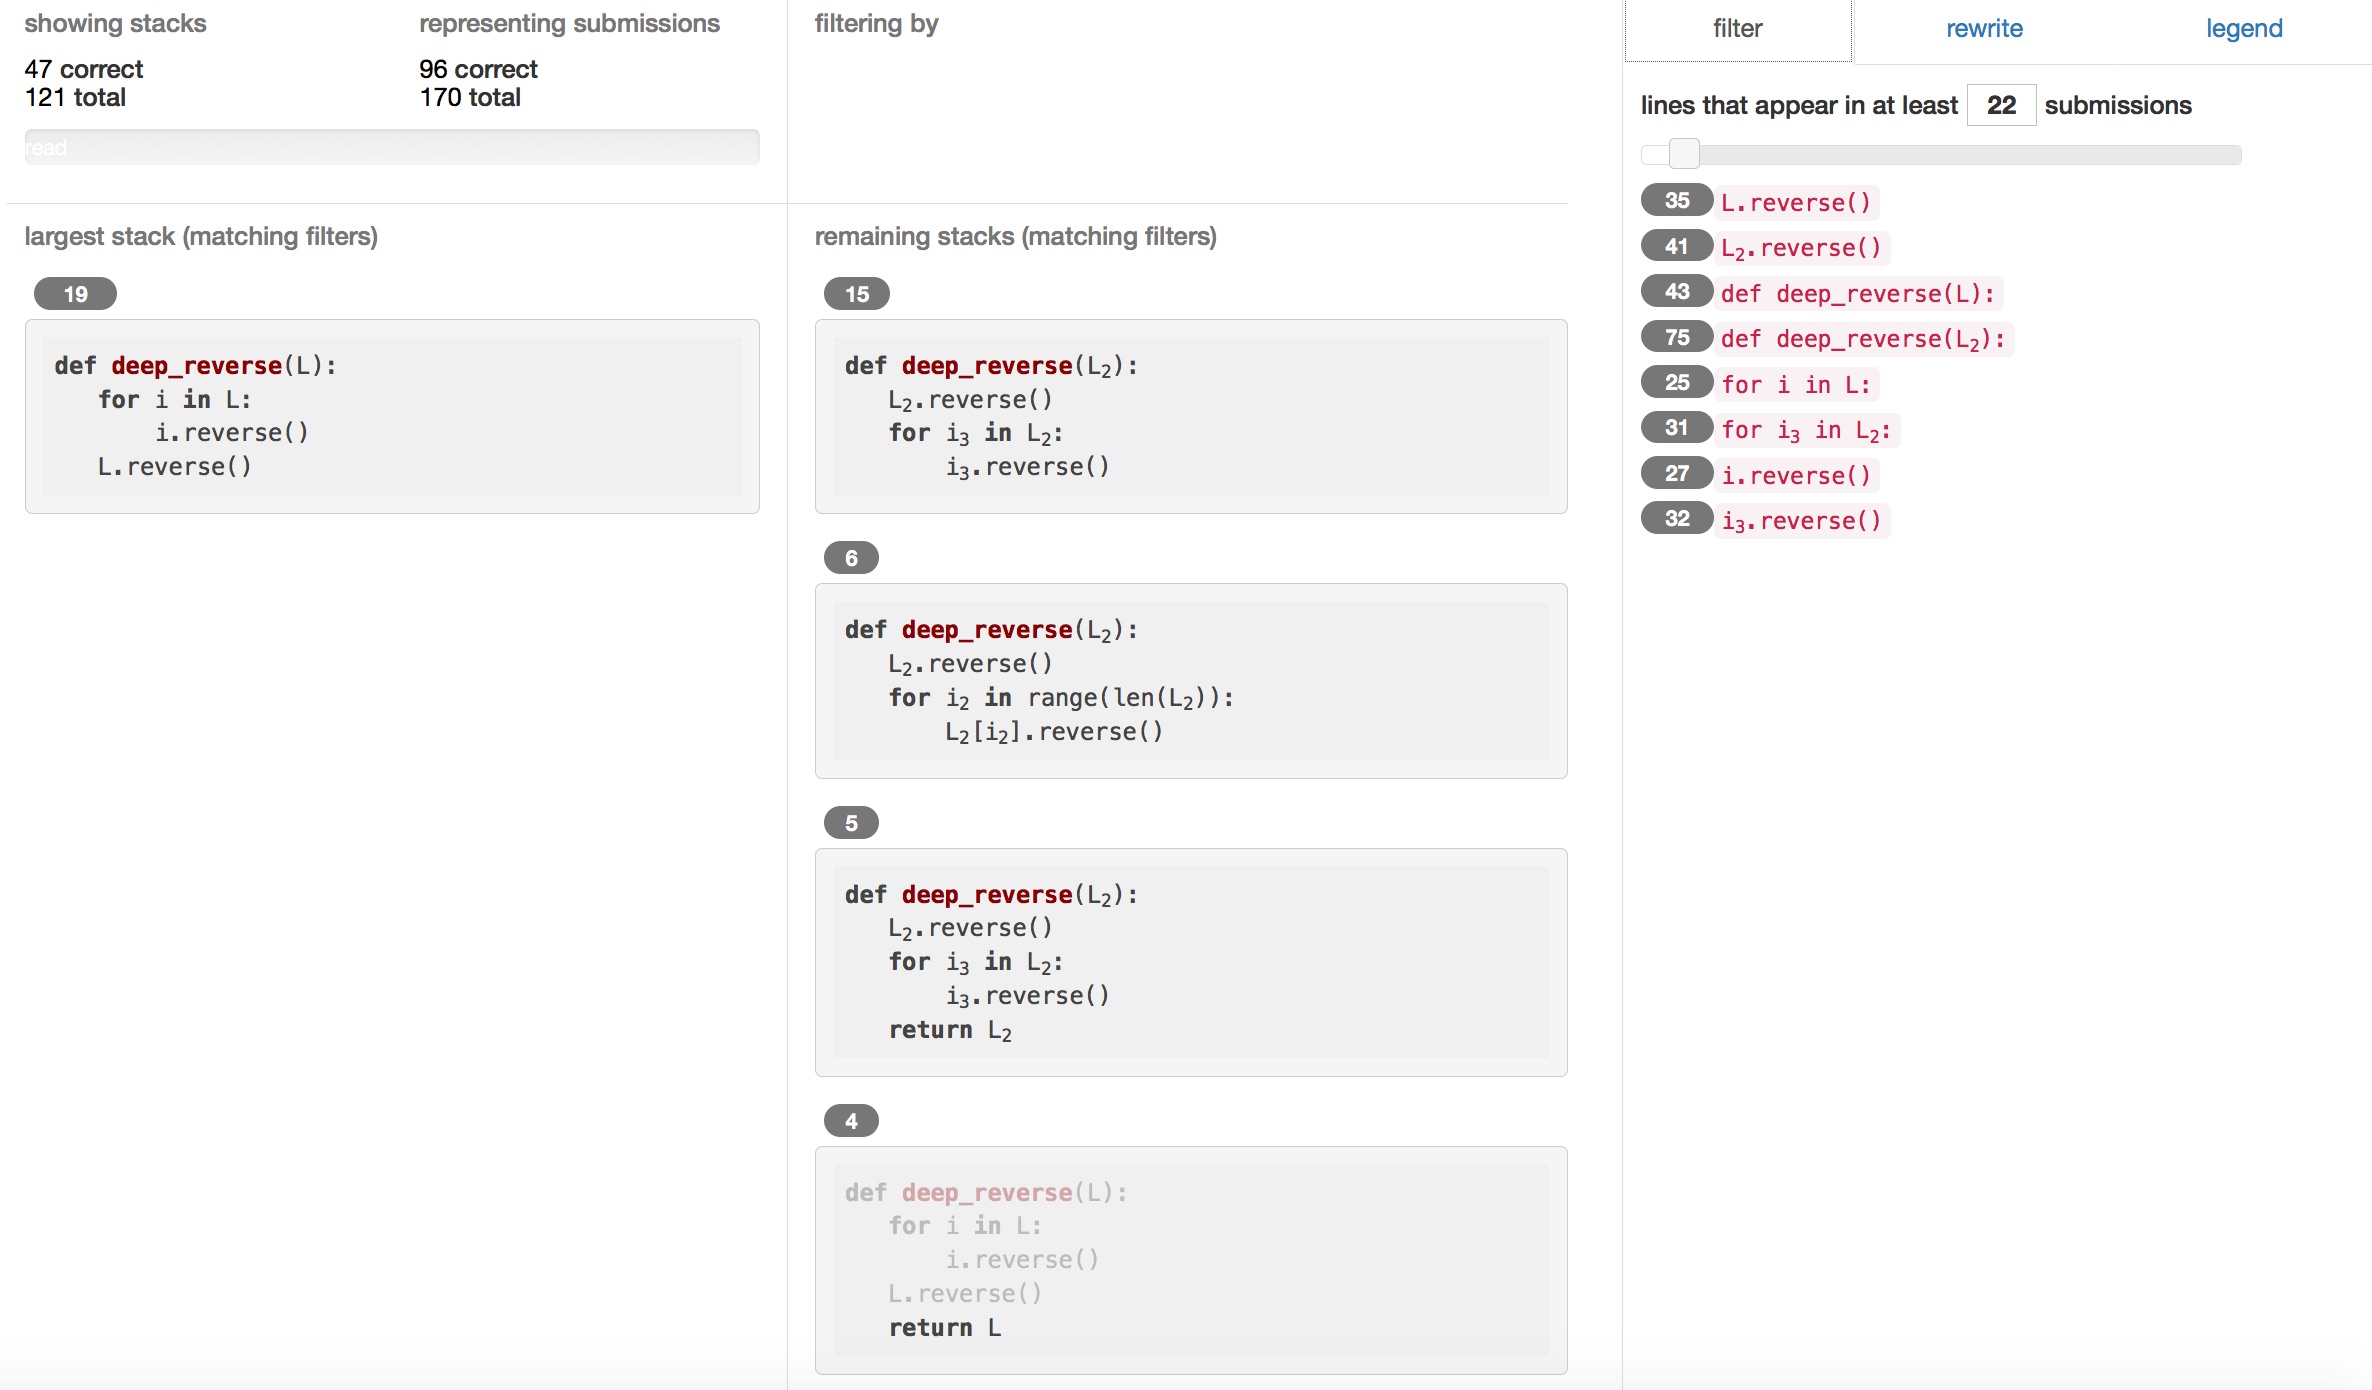 showing stacks
47 correct
121 total
representing submissions
96 correct
170 total
read
filtering by
largest stack (matching filters)
19
def deep_reverse(L):
for i in L:
i.reverse()
L.reverse()
remaining stacks (matching filters)
15
def deep_reverse(L₂):
L₂.reverse()
for i₃ in L₂:
i₃.reverse()
6
def deep_reverse(L₂):
L₂.reverse()
for i₂ in range(len(L₂)):
L₂[i₂].reverse()
5
def deep_reverse(L₂):
L₂.reverse()
for i₃ in L₂:
i₃.reverse()
return L₂
4
def deep_reverse(L):
for i in L:
i.reverse()
L.reverse()
return L
filter rewrite legend
lines that appear in at least 22 submissions
35 L.reverse()
41 L₂.reverse()
43 def deep_reverse(L):
75 def deep_reverse(L₂):
25 for i in L:
31 for i₃ in L₂:
27 i.reverse()
32 i₃.reverse()